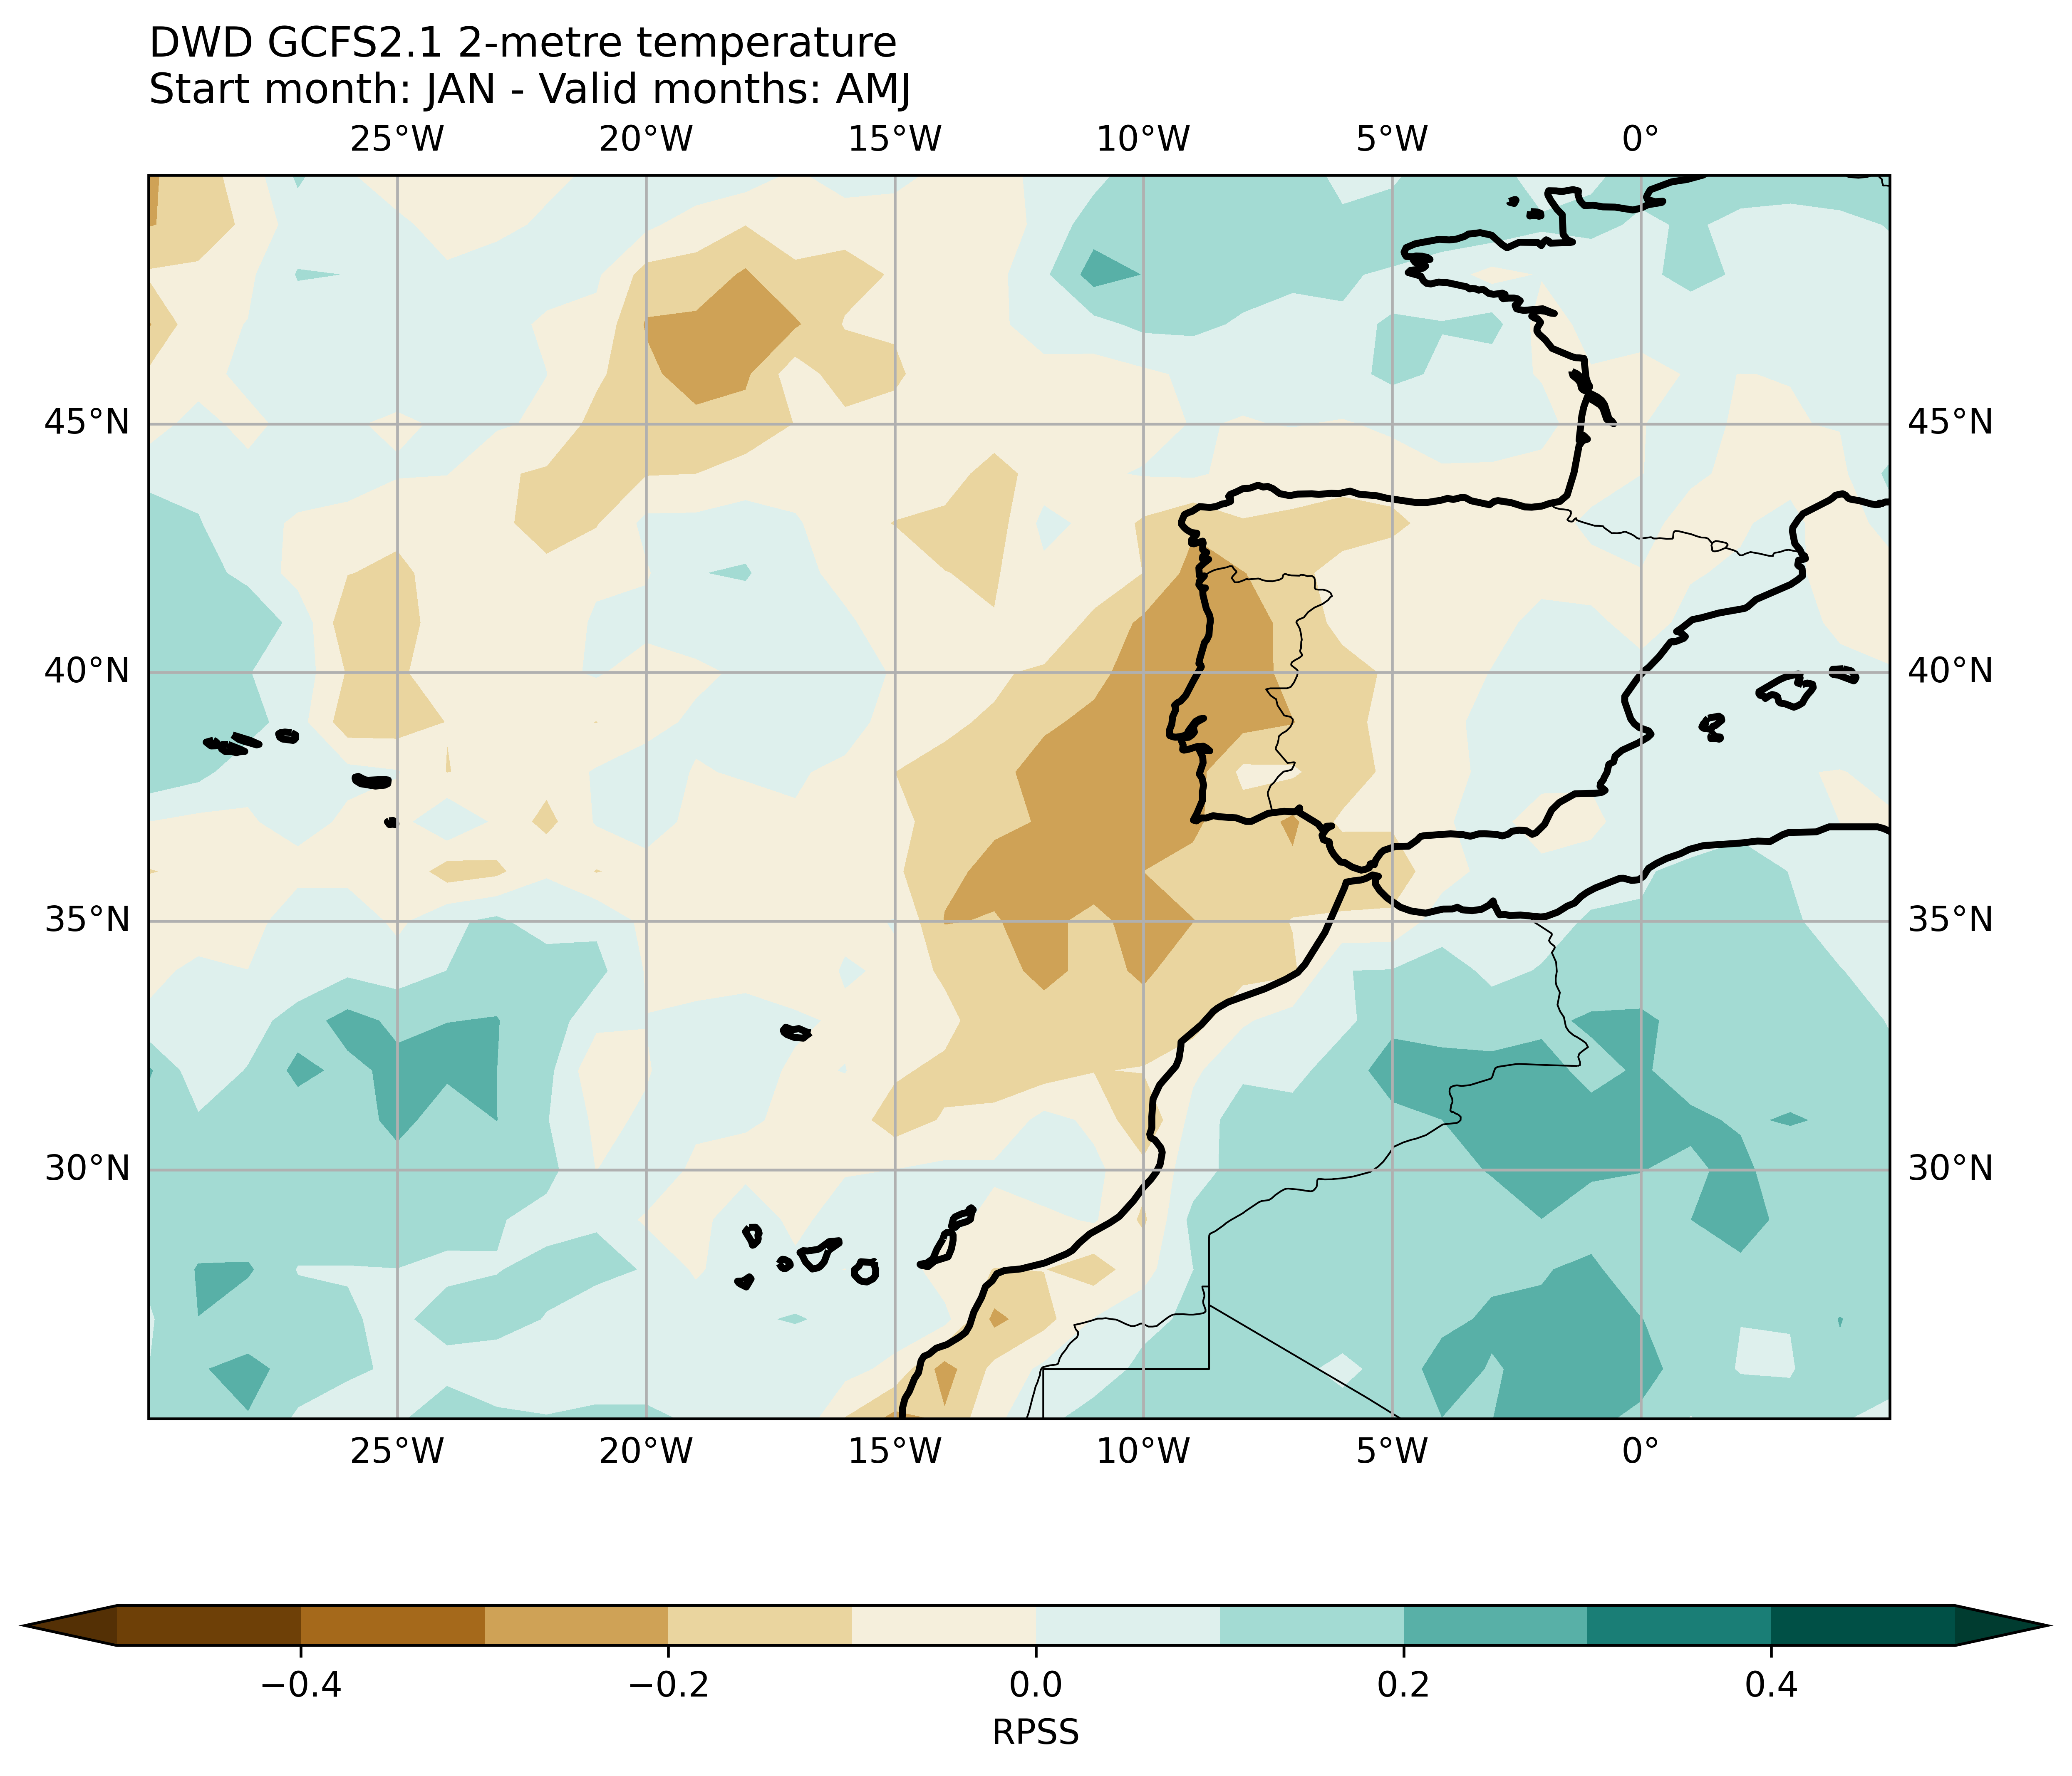 DWD GCFS2.1 2-metre temperature
Start month: JAN - Valid months: AMJ
25°W 20°W 15°W 10°W 5°W 0°
45°N 45°N
40°N 40°N
35°N 35°N
30°N 30°N
25°W 20°W 15°W 10°W 5°W 0°
−0.4 −0.2 0.0 0.2 0.4
RPSS